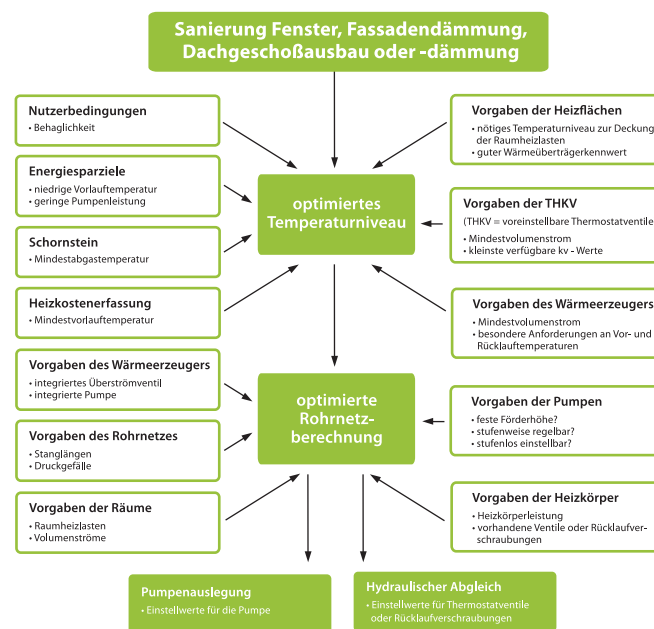 Sanierung Fenster, Fassadendämmung,
Dachgeschoßausbau oder -dämmung
Nutzerbedingungen
• Behaglichkeit
Energiesparziele
• niedrige Vorlauftemperatur
• geringe Pumpenleistung
Schornstein
• Mindestabgastemperatur
Heizkostenerfassung
• Mindestvorlauftemperatur
Vorgaben des Wärmeerzeugers
• integriertes Überströmventil
• integrierte Pumpe
Vorgaben des Rohrnetzes
• Stanglängen
• Druckgefälle
Vorgaben der Räume
• Raumheizlasten
• Volumenströme
optimiertes
Temperaturniveau
optimierte
Rohrnetz-
berechnung
Vorgaben der Heizflächen
• nötiges Temperaturniveau zur Deckung
der Raumheizlasten
• guter Wärmeüberträgerkennwert
Vorgaben der THKV
(THKV = voreinstellbare Thermostatventile
• Mindestvolumenstrom
• kleinste verfügbare kv - Werte
Vorgaben des Wärmeerzeugers
• Mindestvolumenstrom
• besondere Anforderungen an Vor- und
Rücklauftemperaturen
Vorgaben der Pumpen
• feste Förderhöhe?
• stufenweise regelbar?
• stufenlos einstellbar?
Vorgaben der Heizkörper
• Heizkörperleistung
• vorhandene Ventile oder Rücklaufver-
schraubungen
Pumpenauslegung
• Einstellwerte für die Pumpe
Hydraulischer Abgleich
• Einstellwerte für Thermostatventile
oder Rücklaufverschraubungen